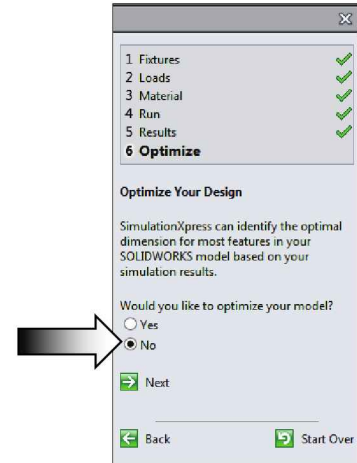 1 Fixtures
2 Loads
3 Material
4 Run
5 Results
6 Optimize
Optimize Your Design
SimulationXpress can identify the optimal
dimension for most features in your
SOLIDWORKS model based on your
simulation results.
Would you like to optimize your model?
Yes
No
Next
Back
Start Over